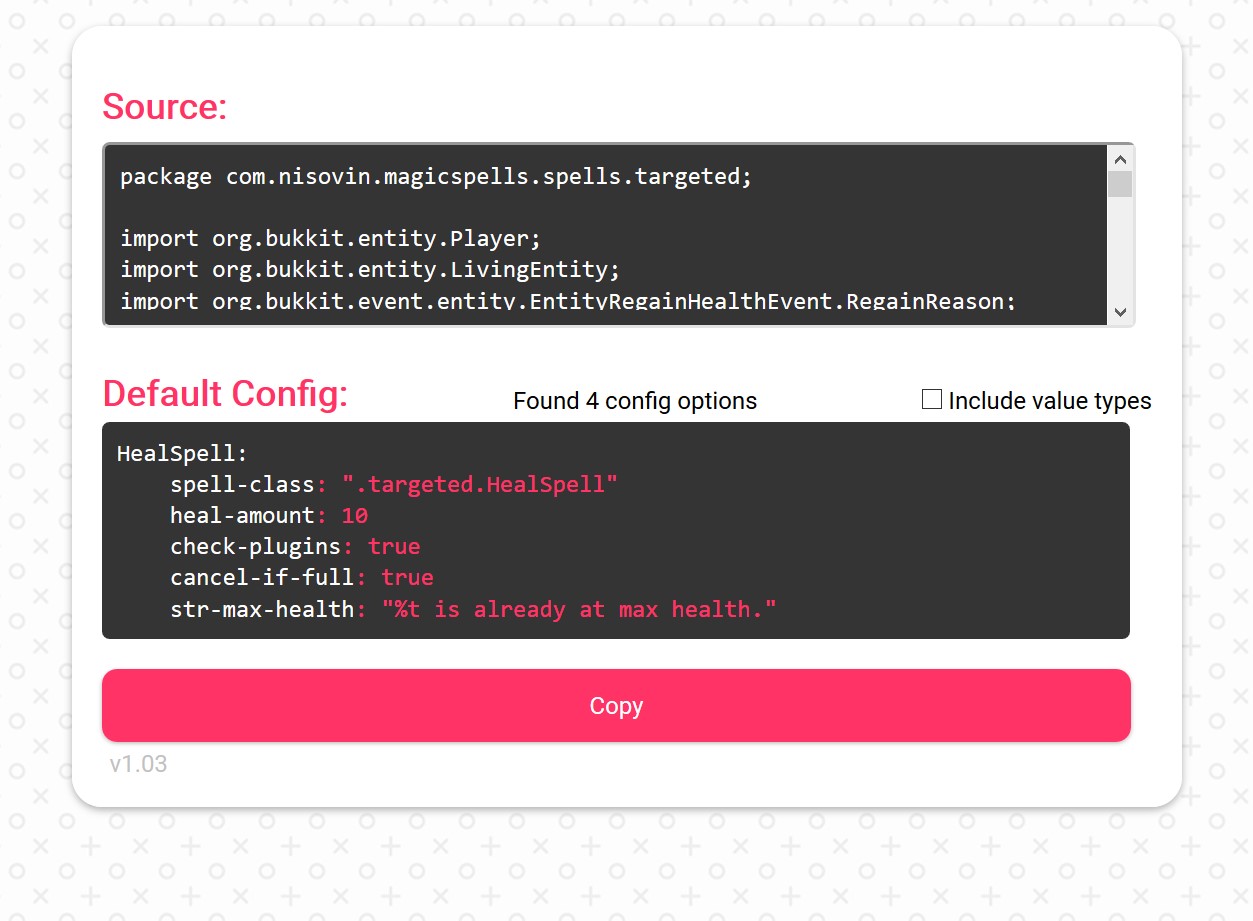 Source:
package com.nisovin.magicspells.spells.targeted;
import org.bukkit.entity.Player;
import org.bukkit.entity.LivingEntity;
import org.bukkit.event.entity.EntityRegainHealthEvent.RegainReason;
Default Config:
Found 4 config options
Include value types
HealSpell:
    spell-class: ".targeted.HealSpell"
    heal-amount: 10
    check-plugins: true
    cancel-if-full: true
    str-max-health: "%t is already at max health."
Copy
v1.03